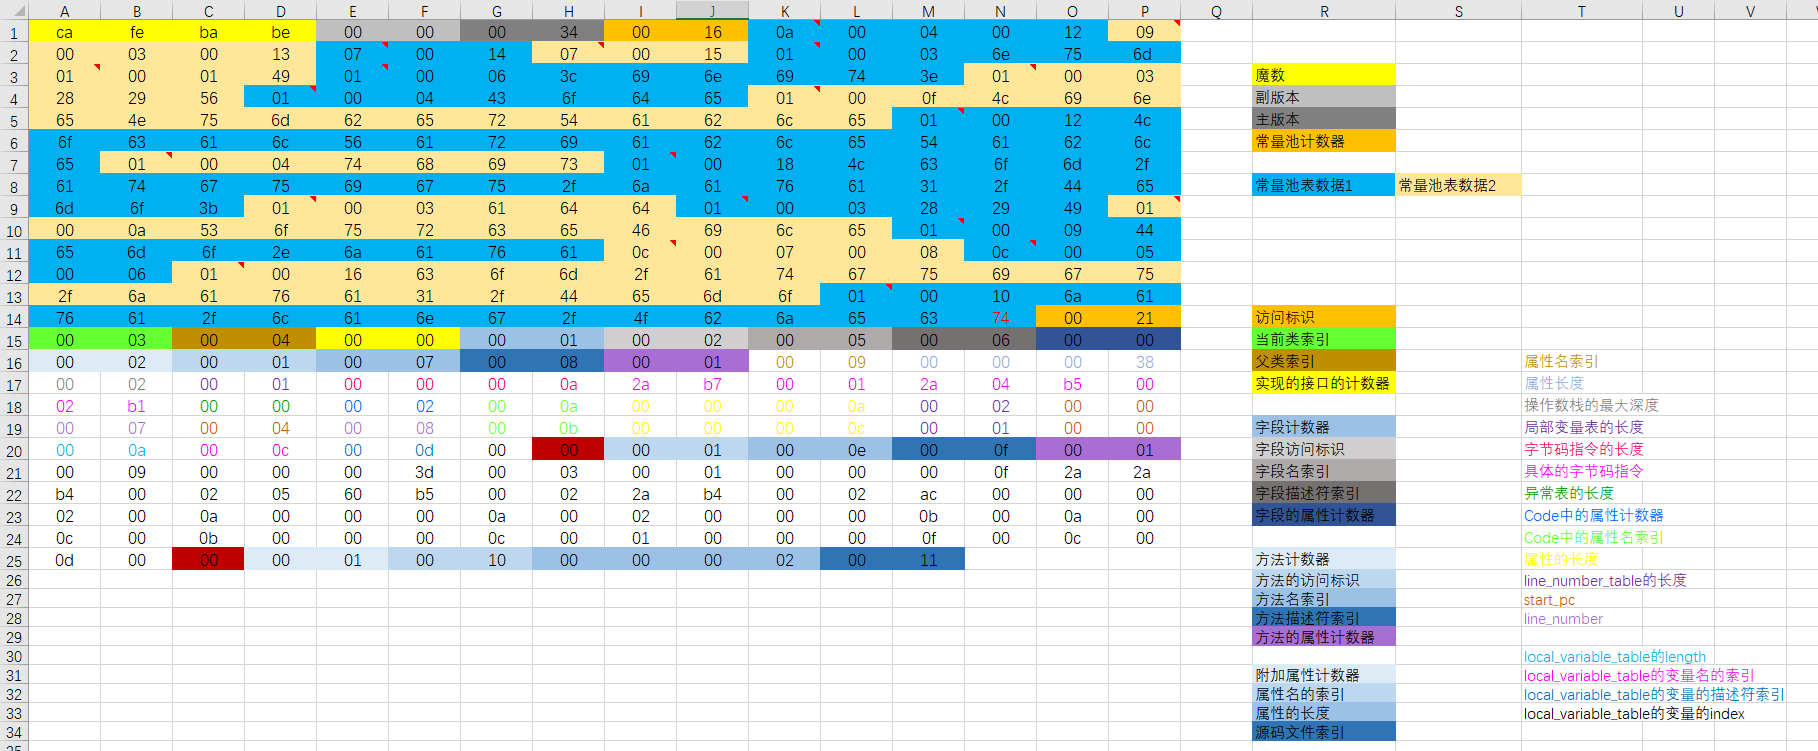 A B C D E F G H I J K L M N O P Q R S T U V
1 ca fe ba be 00 00 00 34 00 16 0a 00 04 00 12 09
2 00 03 00 13 07 00 14 07 00 15 01 00 03 6e 75 6d
3 01 00 01 49 01 00 06 3c 69 6e 69 74 3e 01 00 03 魔数
4 28 29 56 01 00 04 43 6f 64 65 01 00 0f 4c 69 6e 副版本
5 65 4e 75 6d 62 65 72 54 61 62 6c 65 01 00 12 4c 主版本
6 6f 63 61 6c 56 61 72 69 61 62 6c 65 54 61 62 6c 常量池计数器
7 65 01 00 04 74 68 69 73 01 00 18 4c 63 6f 6d 2f
8 61 74 67 75 69 67 75 2f 6a 61 76 61 31 2f 44 65 常量池表数据1 常量池表数据2
9 6d 6f 3b 01 00 03 61 64 64 01 00 03 28 29 49 01
10 00 0a 53 6f 75 72 63 65 46 69 6c 65 01 00 09 44
11 65 6d 6f 2e 6a 61 76 61 0c 00 07 00 08 0c 00 05
12 00 06 01 00 16 63 6f 6d 2f 61 74 67 75 69 67 75
13 2f 6a 61 76 61 31 2f 44 65 6d 6f 01 00 10 6a 61
14 76 61 2f 6c 61 6e 67 2f 4f 62 6a 65 63 74 00 21 访问标识
15 00 03 00 04 00 00 00 01 00 02 00 05 00 06 00 00 当前类索引
16 00 02 00 01 00 07 00 08 00 01 00 09 00 00 00 38 父类索引 属性名索引
17 00 02 00 01 00 00 00 0a 2a b7 00 01 2a 04 b5 00 实现的接口的计数器 属性长度
18 02 b1 00 00 00 02 00 0a 00 00 00 0a 00 02 00 00 操作数栈的最大深度
19 00 07 00 04 00 08 00 0b 00 00 00 0c 00 01 00 00 字段计数器 局部变量表的长度
20 00 0a 00 0c 00 0d 00 00 00 01 00 0e 00 0f 00 01 字段访问标识 字节码指令的长度
21 00 09 00 00 00 3d 00 03 00 01 00 00 00 0f 2a 2a 字段名索引 具体的字节码指令
22 b4 00 02 05 60 b5 00 02 2a b4 00 02 ac 00 00 00 字段描述符索引 异常表的长度
23 02 00 0a 00 00 00 0a 00 02 00 00 00 0b 00 0a 00 字段的属性计数器 Code中的属性计数器
24 0c 00 0b 00 00 00 0c 00 01 00 00 00 0f 00 0c 00 Code中的属性名索引
25 0d 00 00 00 01 00 10 00 00 00 02 00 11 方法计数器 属性的长度
26 方法的访问标识 line_number_table的长度
27 方法名索引 start_pc
28 方法描述符索引 line_number
29 方法的属性计数器
30 local_variable_table的length
31 附加属性计数器 local_variable_table的变量名的索引
32 属性名的索引 local_variable_table的变量的描述符索引
33 属性的长度 local_variable_table的变量的index
34 源码文件索引